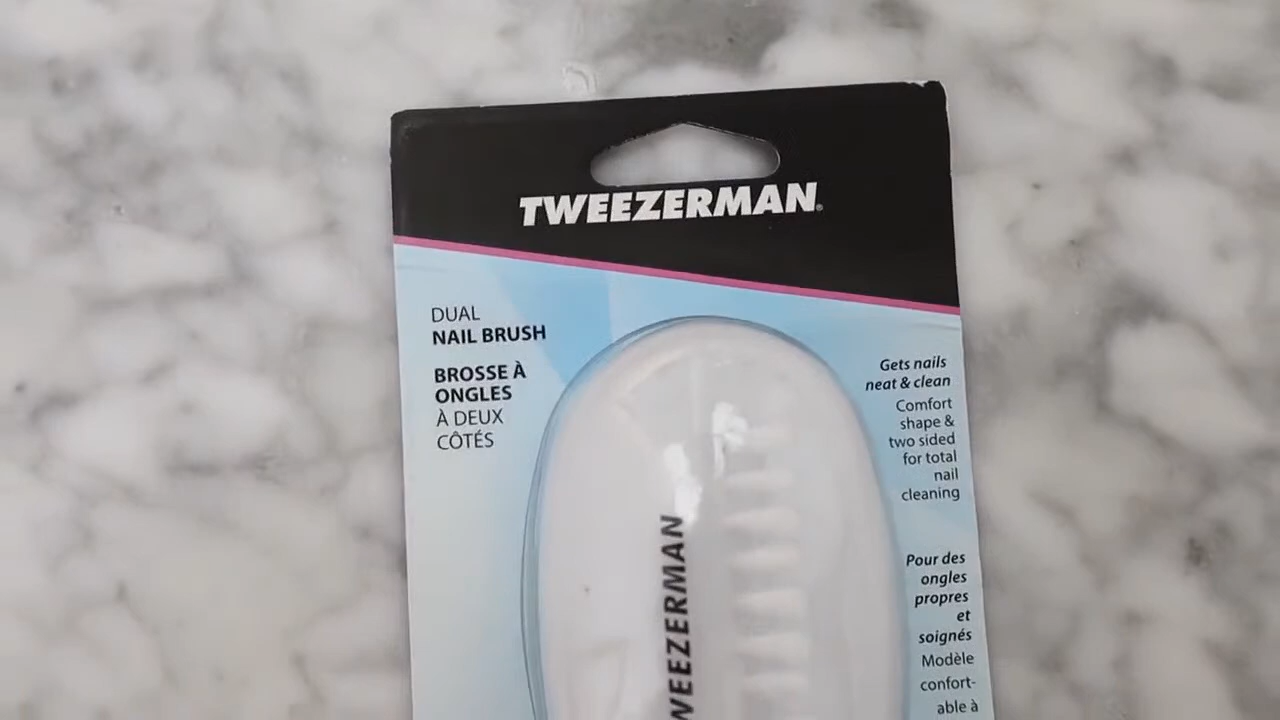 TWEEZERMAN®
DUAL
NAIL BRUSH
BROSSE À
ONGLES
À DEUX
CÔTÉS
Gets nails
neat & clean
Comfort
shape &
two sided
for total
nail
cleaning
Pour des
ongles
propres
et
soignés
Modèle
confort-
able à
WEEZERMAN